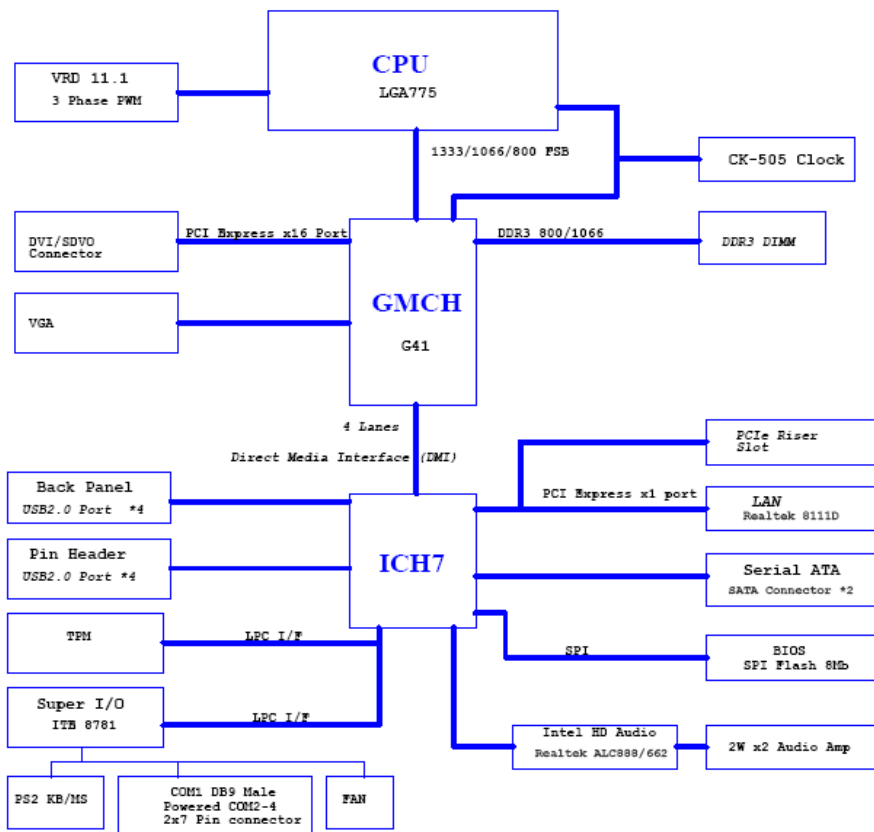 CPU
LGA775
VRD 11.1
3 Phase PWM
1333/1066/800 FSB
CK-505 Clock
PCI Express x16 Port
DVI/SDVO
Connector
DDR3 800/1066
DDR3 DIMM
GMCH
G41
VGA
4 Lanes
Direct Media Interface (DMI)
PCIe Riser
Slot
Back Panel
USB2.0 Port *4
PCI Express x1 port
LAN
Realtek 8111D
Pin Header
USB2.0 Port *4
ICH7
Serial ATA
SATA Connector *2
TPM
LPC I/F
SPI
BIOS
SPI Flash 8Mb
Super I/O
ITE 8781
LPC I/F
Intel HD Audio
Realtek ALC888/662
2W x2 Audio Amp
PS2 KB/MS
COM1 DB9 Male
Powered COM2-4
2x7 Pin connector
FAN